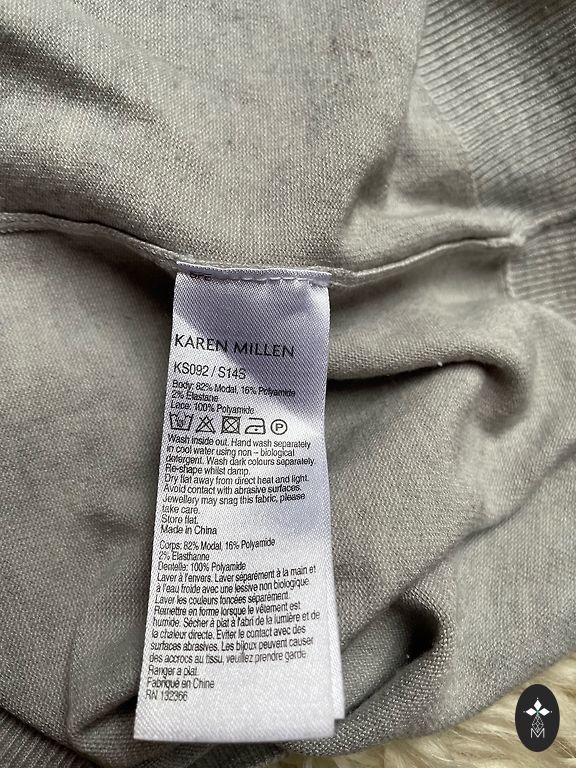 KAREN MILLEN
KS092 / S14S
Body: 82% Modal, 16% Polyamide
2% Elastane
Lace: 100% Polyamide
P
Wash inside out. Hand wash separately
in cool water using non – biological
detergent. Wash dark colours separately.
Re-shape whilst damp.
Dry flat away from direct heat and light.
Avoid contact with abrasive surfaces.
Jewellery may snag this fabric, please
take care.
Store flat.
Made in China
Corps: 82% Modal, 16% Polyamide
2% Elasthanne
Dentelle: 100% Polyamide
Laver à l'envers. Laver séparément à la main et
à l'eau froide avec une lessive non biologique.
Laver les couleurs foncées séparément.
Remettre en forme lorsque le vêtement est
humide. Sécher à plat à l'abri de la lumière et de
la chaleur directe. Eviter le contact avec des
surfaces abrasives. Les bijoux peuvent causer
des accrocs au tissu, veuillez prendre garde.
Ranger a plat.
Fabriqué en Chine
RN 132366
M